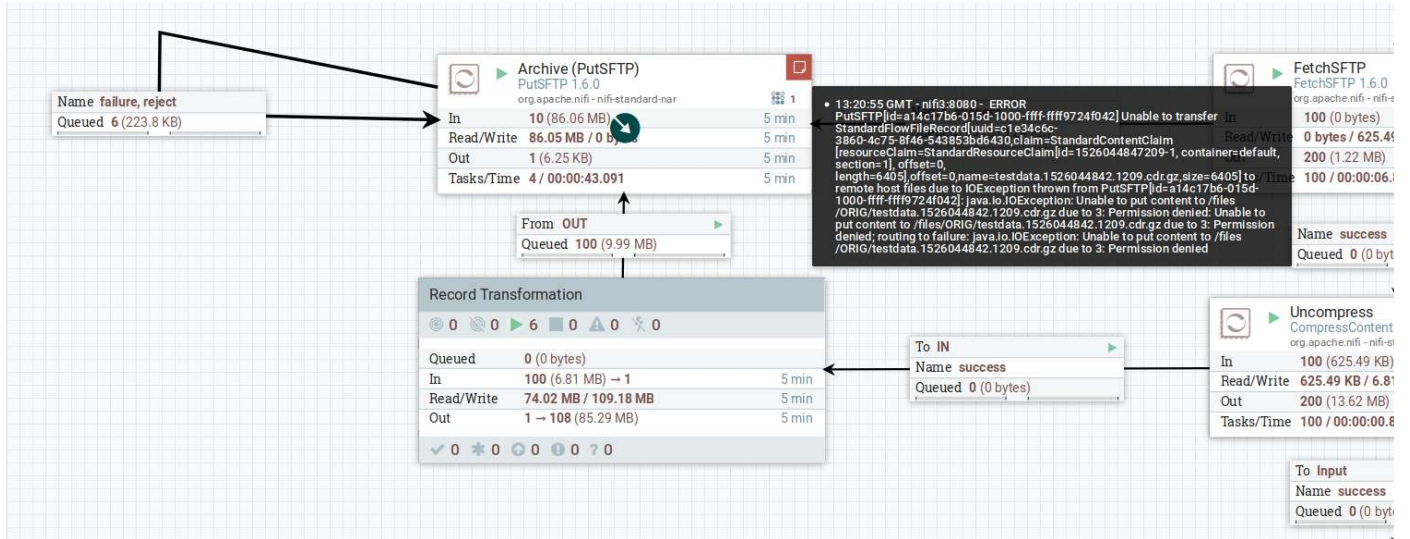 Name failure, reject
Queued 6 (223.8 KB)
Archive (PutSFTP)
PutSFTP 1.6.0
org.apache.nifi - nifi-standard-nar
1
In 10 (86.06 MB) 5 min
Read/Write 86.05 MB / 0 5 min
Out 1 (6.25 KB) 5 min
Tasks/Time 4 / 00:00:43.091 5 min
• 13:20:55 GMT - nifi3:8080 - ERROR
PutSFTP[id=a14c17b6-015d-1000-ffff-ffff9724f042] Unable to transfer
StandardFlowFileRecord[uuid=c1e34c6c-
3860-4c75-8f46-543853bd6430,claim=StandardContentClaim
[resourceClaim=StandardResourceClaim[id=1526044847209-1, container=default,
section=1], offset=0,
length=6405],offset=0,name=testdata.1526044842.1209.cdr.gz,size=6405] to
remote host files due to IOException thrown from PutSFTP[id=a14c17b6-015d-
1000-ffff-ffff9724f042]: java.io.IOException: Unable to put content to /files
/ORIG/testdata.1526044842.1209.cdr.gz due to 3: Permission denied: Unable to
put content to /files/ORIG/testdata.1526044842.1209.cdr.gz due to 3: Permission
denied; routing to failure: java.io.IOException: Unable to put content to /files
/ORIG/testdata.1526044842.1209.cdr.gz due to 3: Permission denied
FetchSFTP
FetchSFTP 1.6.0
org.apache.nifi - nifi-s
In 100 (0 bytes)
0 bytes / 625.49
200 (1.22 MB)
100 / 00:00:06.
From OUT
Queued 100 (9.99 MB)
Name success
Queued 0 (0 byt
Record Transformation
0 0 6 0 0 0
Queued 0 (0 bytes)
In 100 (6.81 MB) → 1 5 min
Read/Write 74.02 MB / 109.18 MB 5 min
Out 1 → 108 (85.29 MB) 5 min
0 0 0 0 ? 0
To IN
Name success
Queued 0 (0 bytes)
Uncompress
CompressContent
org.apache.nifi - nifi-st
In 100 (625.49 KB)
Read/Write 625.49 KB / 6.81
Out 200 (13.62 MB)
Tasks/Time 100 / 00:00:00.8
To Input
Name success
Queued 0 (0 byt